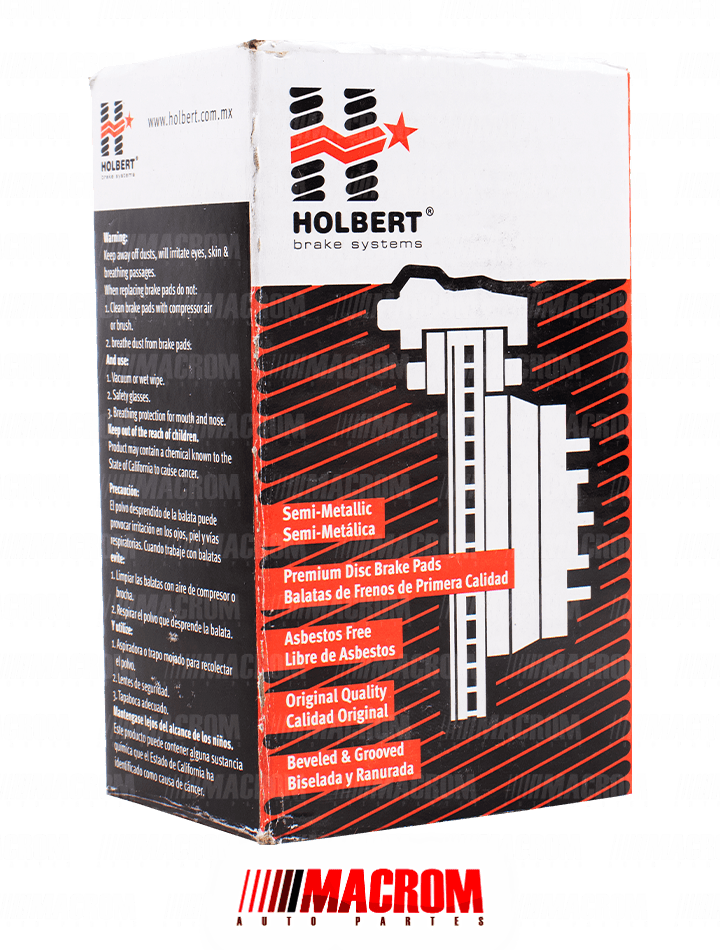 www.holbert.com.mx
HOLBERT®
brake systems
Warning:
Keep away off dusts, will irritate eyes, skin &
breathing passages.
When replacing brake pads do not:
1. Clean brake pads with compressor air
or brush.
2. breathe dust from brake pads.
And use:
1. Vacuum or wet wipe.
2. Safety glasses.
3. Breathing protection for mouth and nose.
Keep out of the reach of children.
Product may contain a chemical known to the
State of California to cause cancer.
Precaución:
El polvo desprendido de la balata puede
provocar irritación en los ojos, piel y vías
respiratorias. Cuando trabaje con balatas
evite:
1. Limpiar las balatas con aire de compresor o
brocha.
2. Respirar el polvo que desprende la balata.
Y utilize:
1. Aspiradora o trapo mojado para recolectar
el polvo.
2. Lentes de seguridad.
3. Tapaboca adecuado.
Mantengase lejos del alcance de los niños.
Este producto puede contener alguna sustancia
química que el Estado de California ha
identificado como causa de cáncer.
HOLBERT®
brake systems
Semi-Metallic
Semi-Metálica
Premium Disc Brake Pads
Balatas de Frenos de Primera Calidad
Asbestos Free
Libre de Asbestos
Original Quality
Calidad Original
Beveled & Grooved
Biselada y Ranurada
MACROM
AUTO PARTES